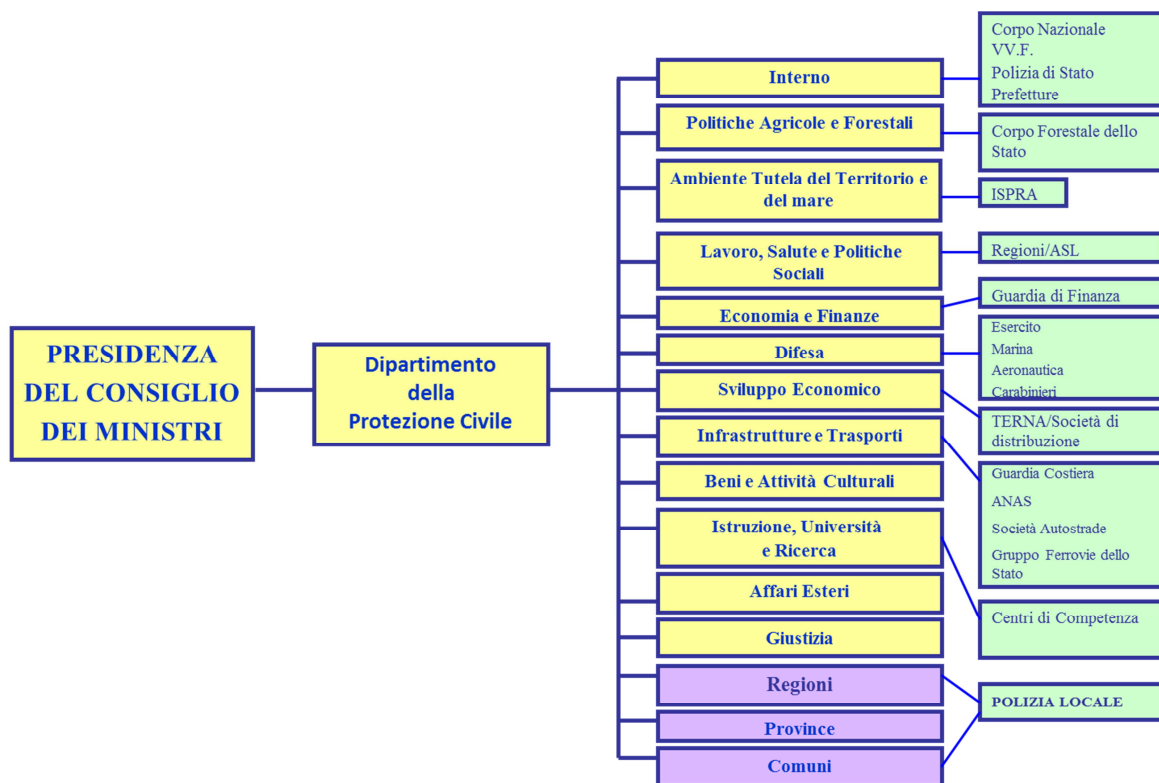 PRESIDENZA
DEL CONSIGLIO
DEI MINISTRI
Dipartimento
della
Protezione Civile
Interno
Politiche Agricole e Forestali
Ambiente Tutela del Territorio e
del mare
Lavoro, Salute e Politiche
Sociali
Economia e Finanze
Difesa
Sviluppo Economico
Infrastrutture e Trasporti
Beni e Attività Culturali
Istruzione, Università
e Ricerca
Affari Esteri
Giustizia
Regioni
Province
Comuni
Corpo Nazionale
VV.F.
Polizia di Stato
Prefetture
Corpo Forestale dello
Stato
ISPRA
Regioni/ASL
Guardia di Finanza
Esercito
Marina
Aeronautica
Carabinieri
TERNA/Società di
distribuzione
Guardia Costiera
ANAS
Società Autostrade
Gruppo Ferrovie dello
Stato
Centri di Competenza
POLIZIA LOCALE